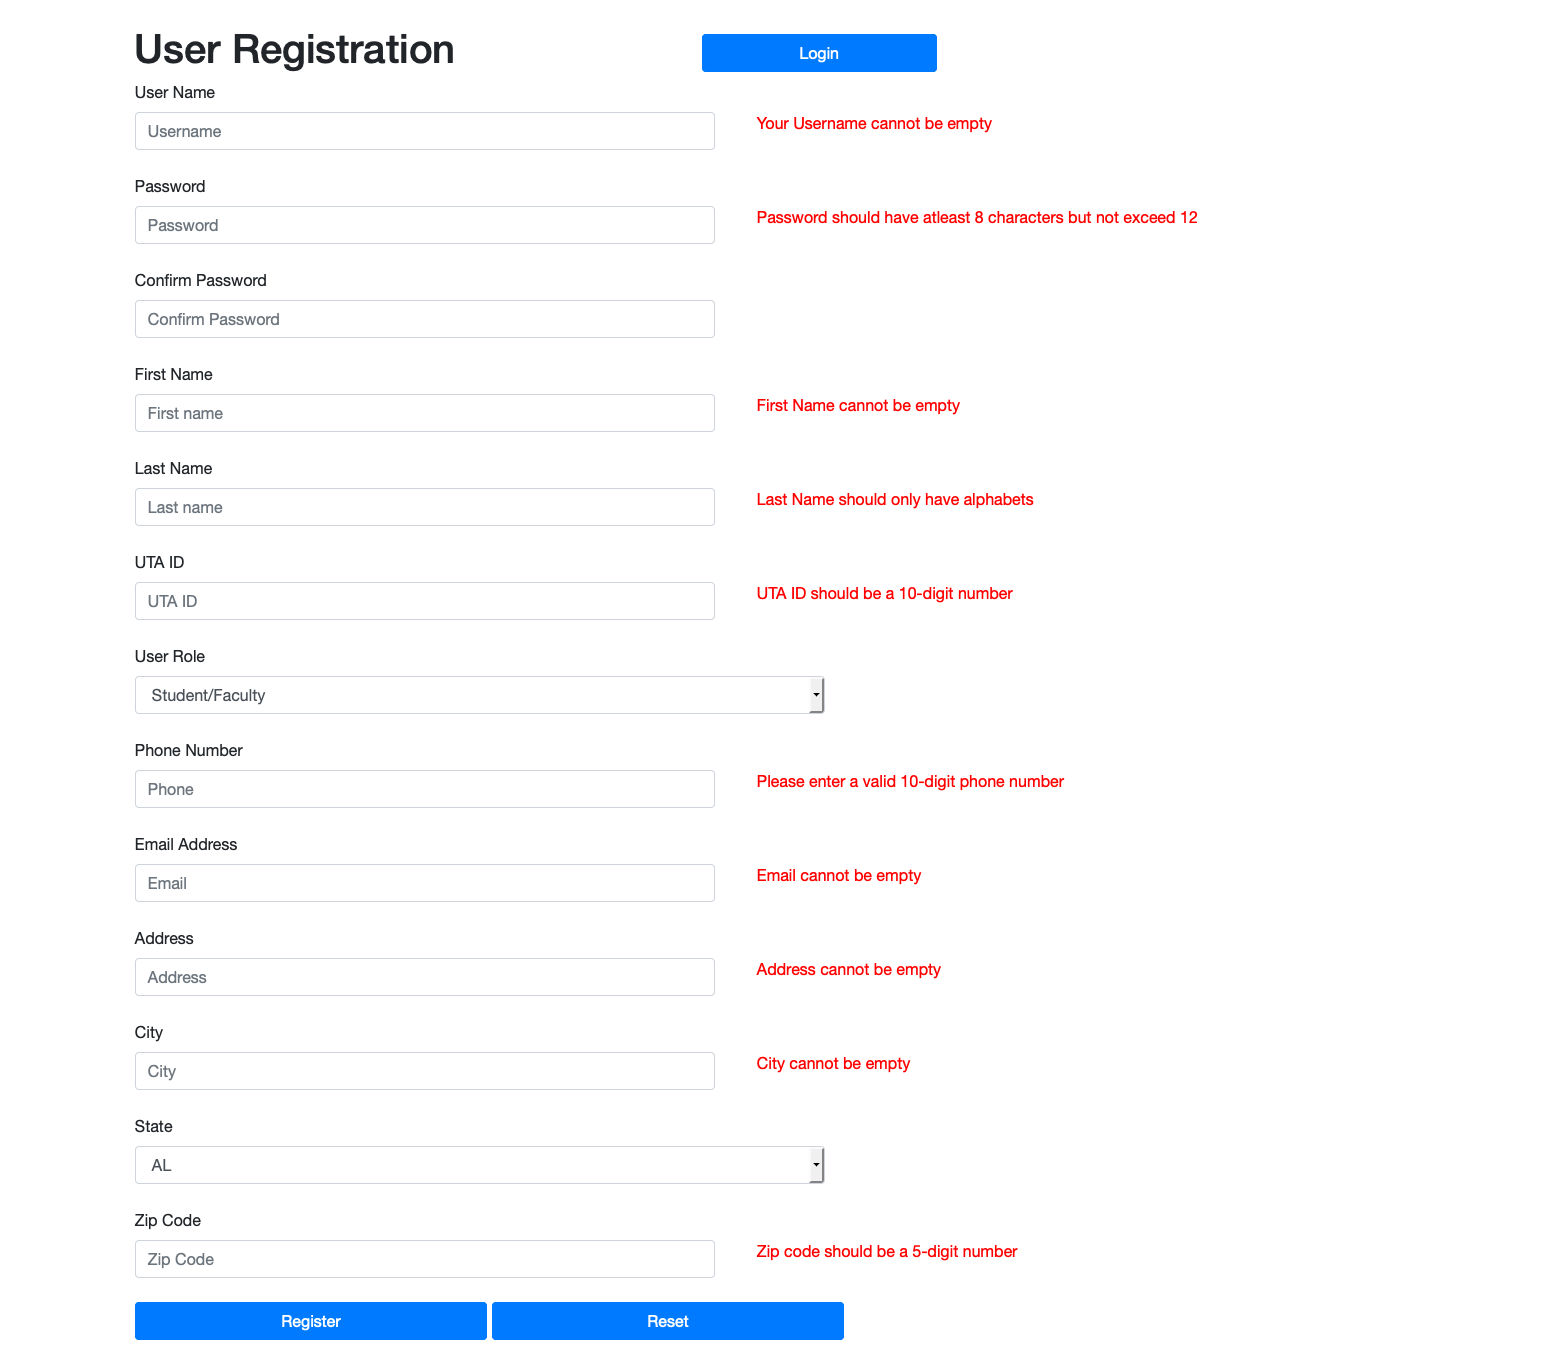 User Registration
Login
User Name
Username
Your Username cannot be empty
Password
Password
Password should have atleast 8 characters but not exceed 12
Confirm Password
Confirm Password
First Name
First name
First Name cannot be empty
Last Name
Last name
Last Name should only have alphabets
UTA ID
UTA ID
UTA ID should be a 10-digit number
User Role
Student/Faculty
Phone Number
Phone
Please enter a valid 10-digit phone number
Email Address
Email
Email cannot be empty
Address
Address
Address cannot be empty
City
City
City cannot be empty
State
AL
Zip Code
Zip Code
Zip code should be a 5-digit number
Register
Reset